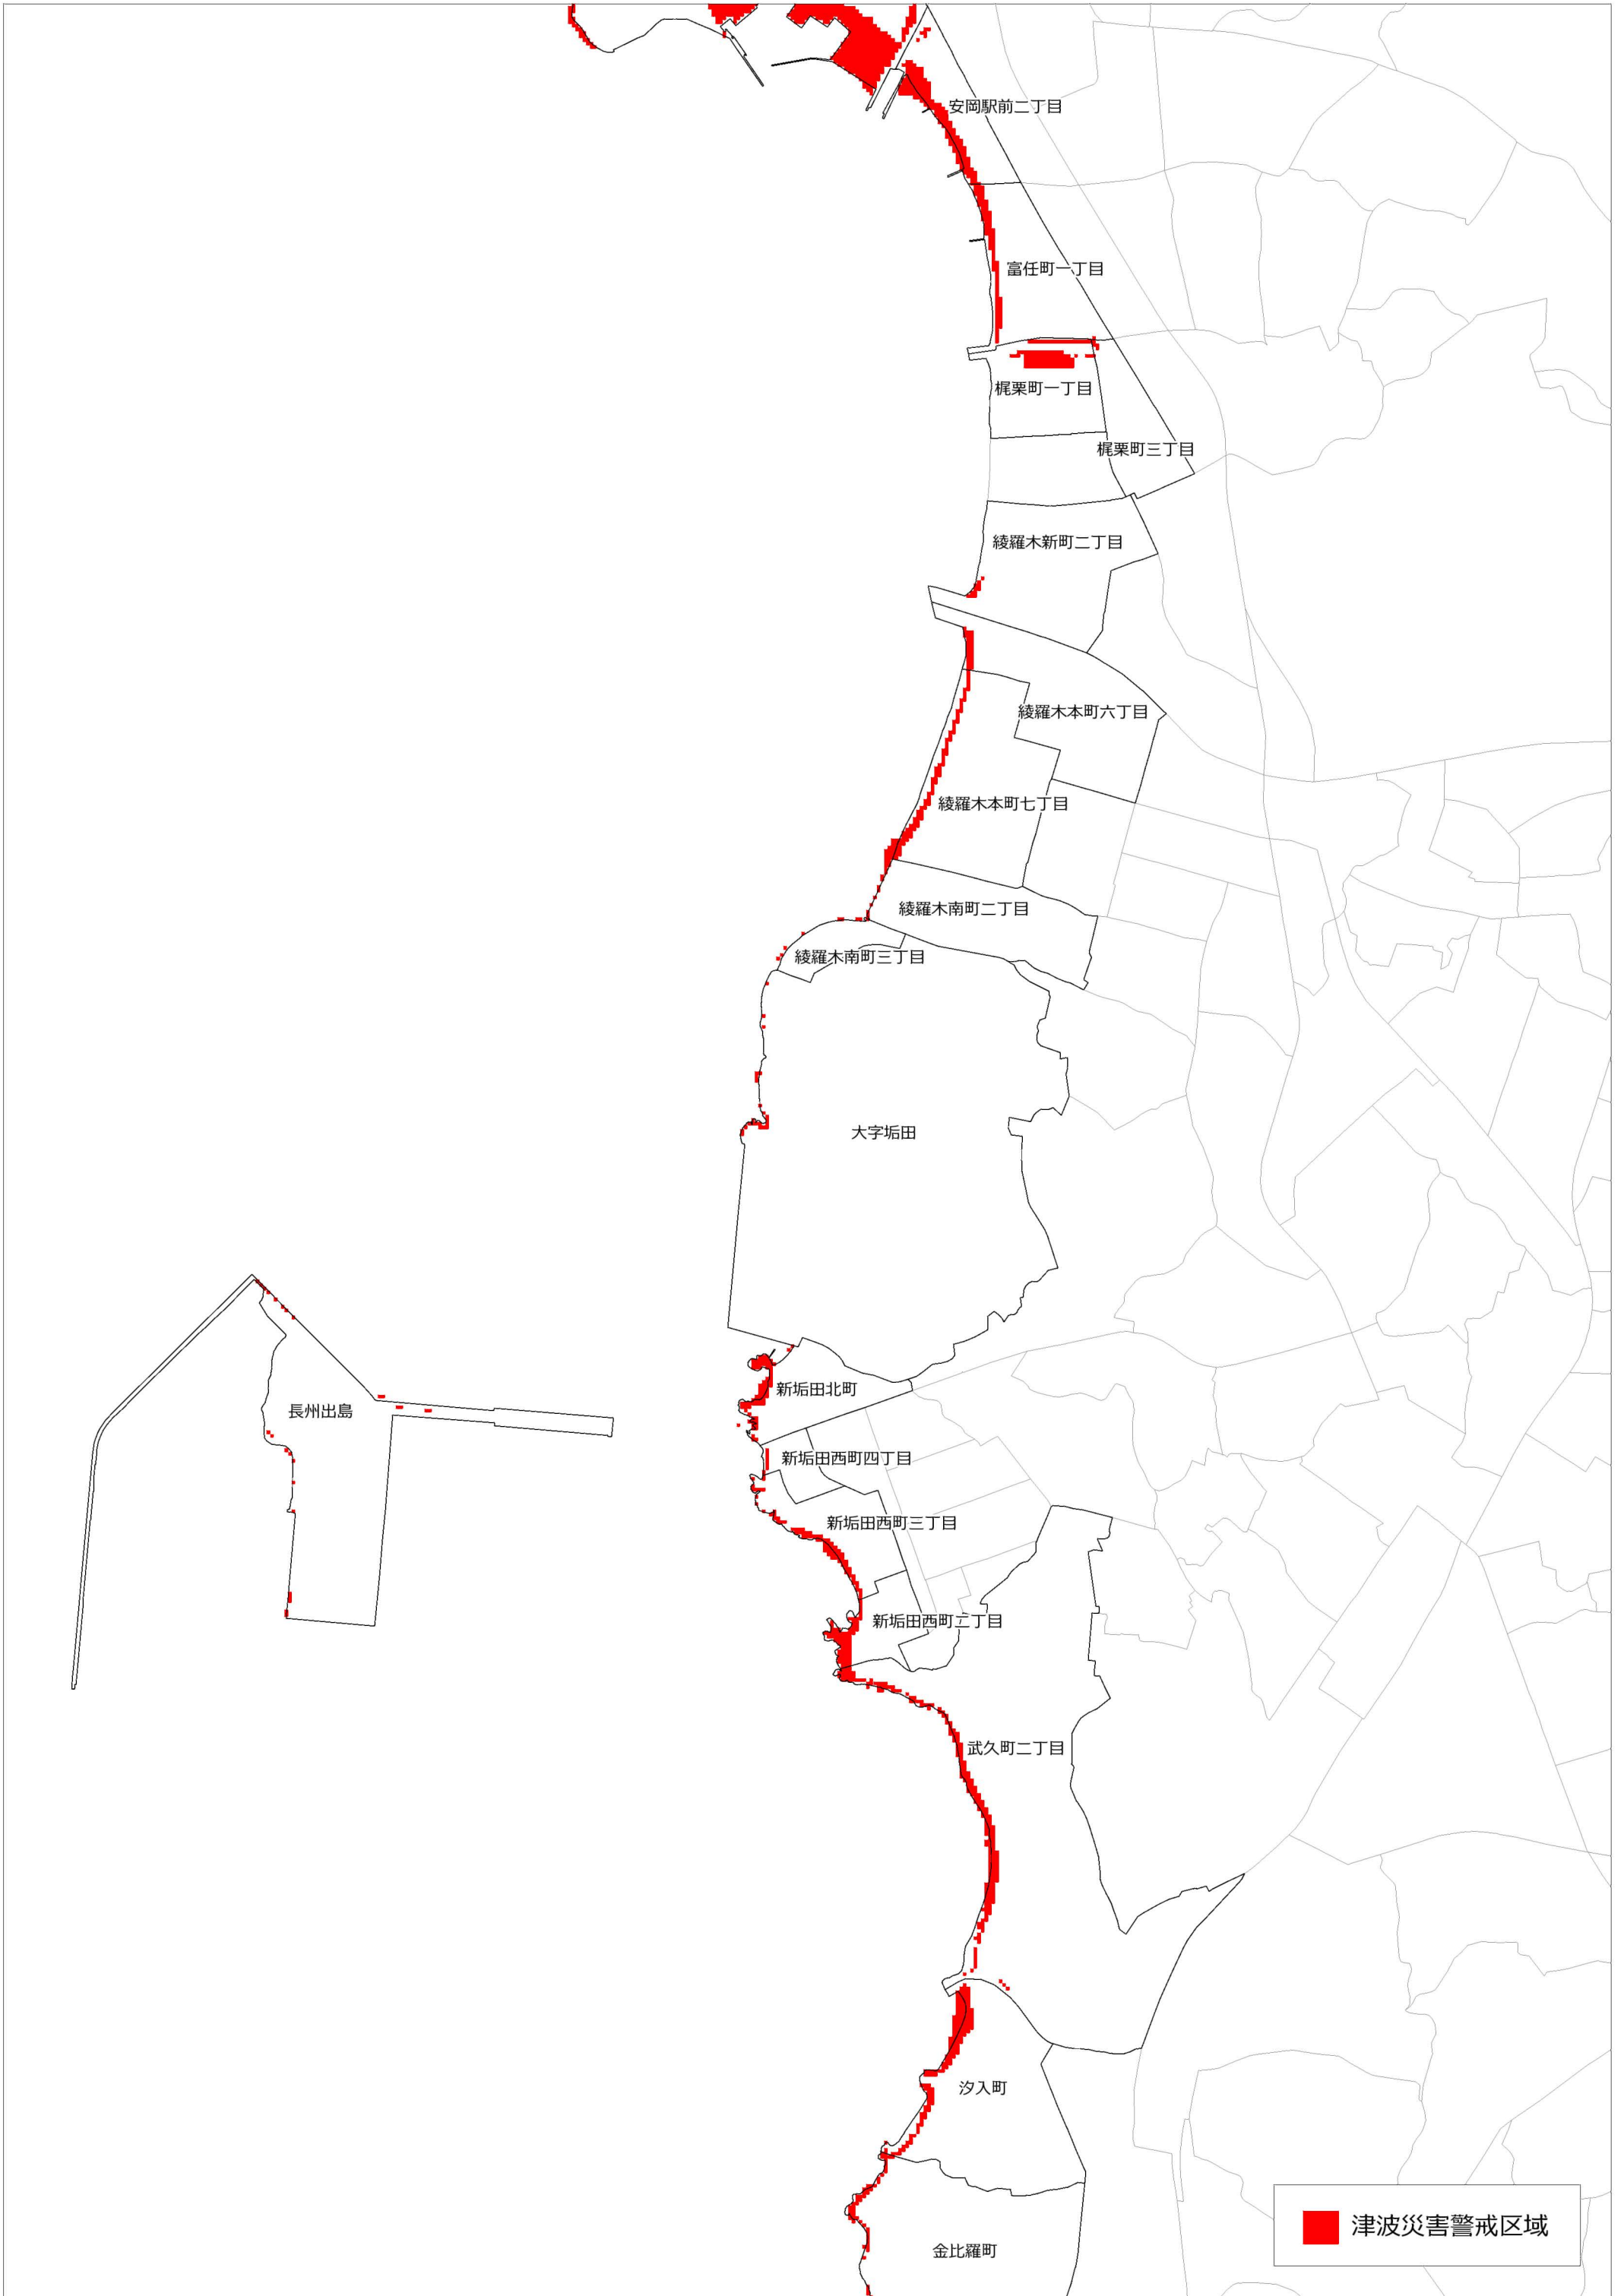 安岡駅前二丁目
富任町一丁目
梶栗町一丁目
梶栗町三丁目
綾羅木新町二丁目
綾羅木本町六丁目
綾羅木本町七丁目
綾羅木南町二丁目
綾羅木南町三丁目
大字垢田
新垢田北町
長州出島
新垢田西町四丁目
新垢田西町三丁目
新垢田西町二丁目
武久町二丁目
汐入町
金比羅町
津波災害警戒区域